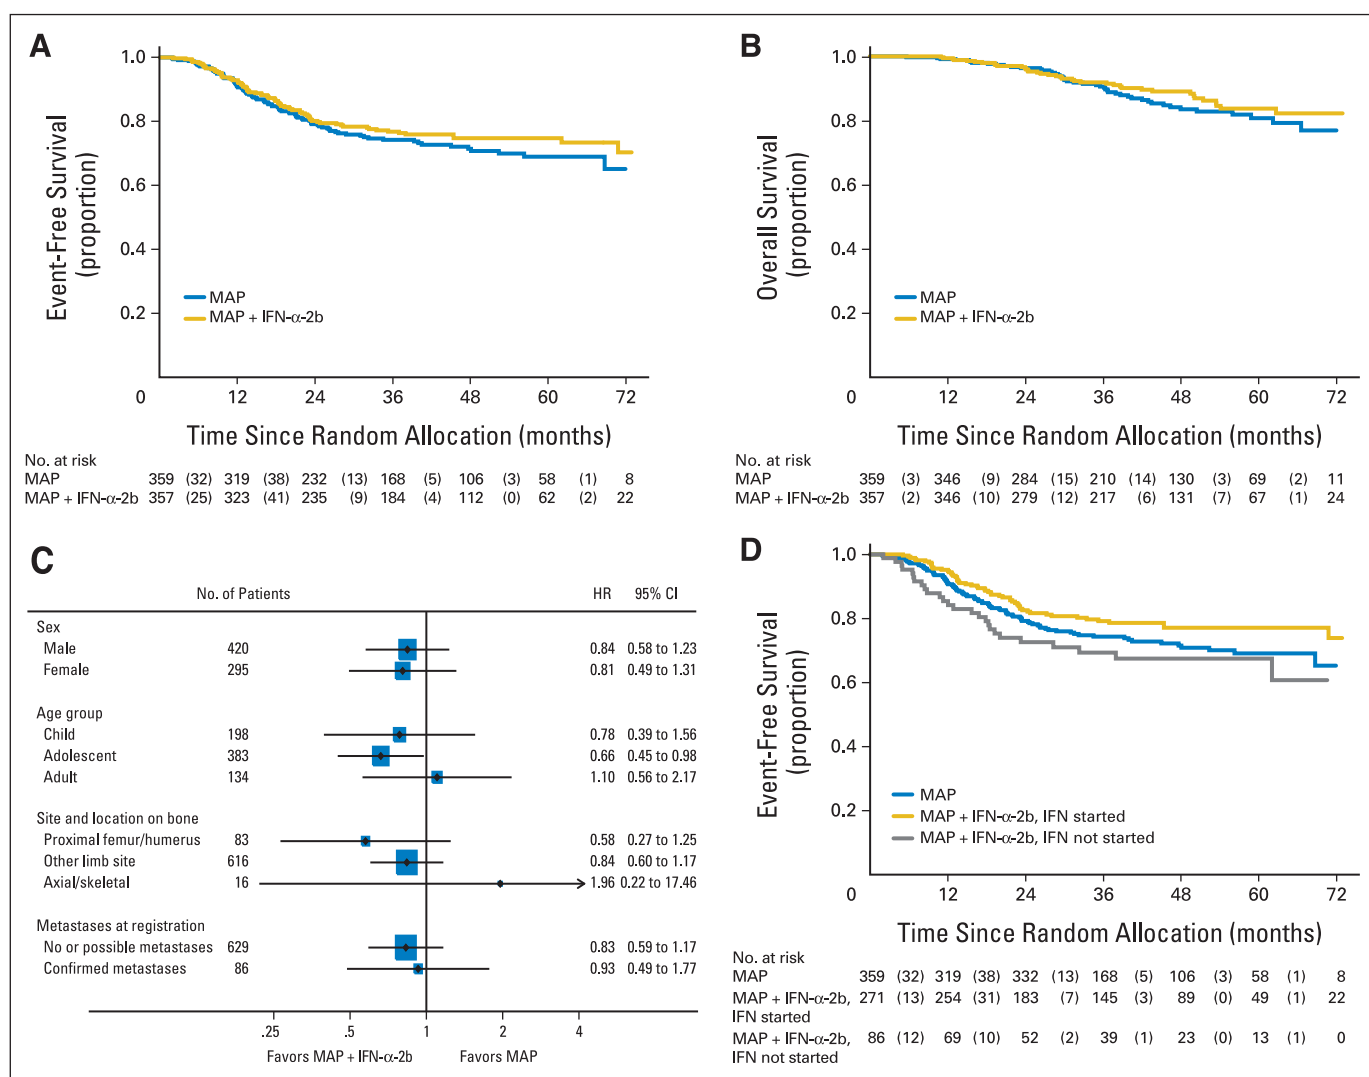 A
1.0
0.8
0.6
0.4
0.2
0
12
24
36
48
60
72
Event-Free Survival
(proportion)
MAP
MAP + IFN-α-2b
Time Since Random Allocation (months)
No. at risk
MAP 359 (32) 319 (38) 232 (13) 168 (5) 106 (3) 58 (1) 8
MAP + IFN-α-2b 357 (25) 323 (41) 235 (9) 184 (4) 112 (0) 62 (2) 22
B
1.0
0.8
0.6
0.4
0.2
0
12
24
36
48
60
72
Overall Survival
(proportion)
MAP
MAP + IFN-α-2b
Time Since Random Allocation (months)
No. at risk
MAP 359 (3) 346 (9) 284 (15) 210 (14) 130 (3) 69 (2) 11
MAP + IFN-α-2b 357 (2) 346 (10) 279 (12) 217 (6) 131 (7) 67 (1) 24
C
No. of Patients HR 95% CI
Sex
Male 420 0.84 0.58 to 1.23
Female 295 0.81 0.49 to 1.31
Age group
Child 198 0.78 0.39 to 1.56
Adolescent 383 0.66 0.45 to 0.98
Adult 134 1.10 0.56 to 2.17
Site and location on bone
Proximal femur/humerus 83 0.58 0.27 to 1.25
Other limb site 616 0.84 0.60 to 1.17
Axial/skeletal 16 1.96 0.22 to 17.46
Metastases at registration
No or possible metastases 629 0.83 0.59 to 1.17
Confirmed metastases 86 0.93 0.49 to 1.77
.25 .5 1 2 4
Favors MAP + IFN-α-2b Favors MAP
D
1.0
0.8
0.6
0.4
0.2
0
12
24
36
48
60
72
Event-Free Survival
(proportion)
MAP
MAP + IFN-α-2b, IFN started
MAP + IFN-α-2b, IFN not started
Time Since Random Allocation (months)
No. at risk
MAP 359 (32) 319 (38) 332 (13) 168 (5) 106 (3) 58 (1) 8
MAP + IFN-α-2b, 271 (13) 254 (31) 183 (7) 145 (3) 89 (0) 49 (1) 22
IFN started
MAP + IFN-α-2b, 86 (12) 69 (10) 52 (2) 39 (1) 23 (0) 13 (1) 0
IFN not started